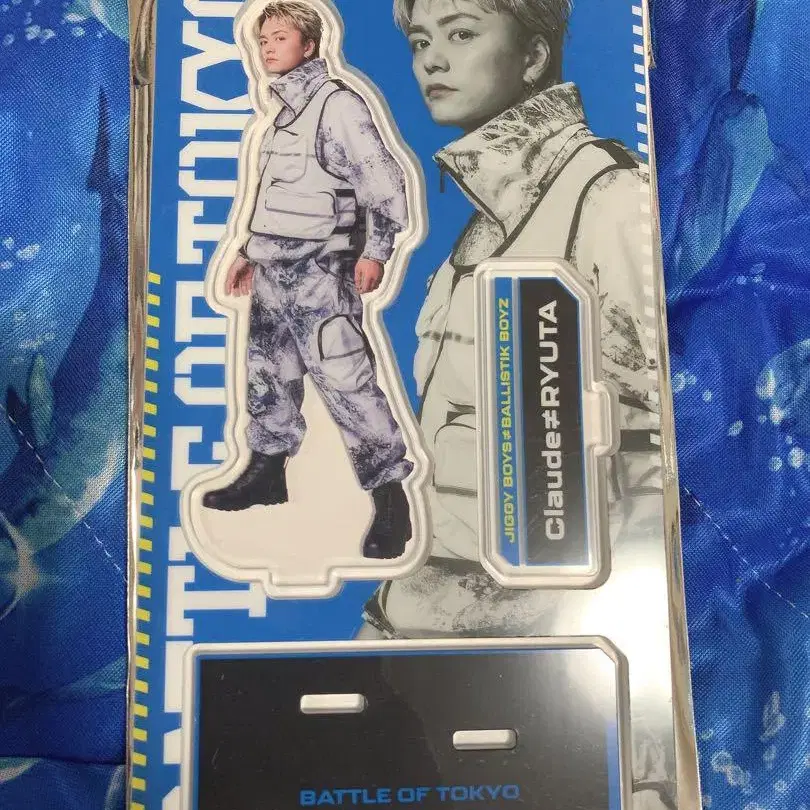 BATTLE OF TOKYO
JIGGY BOYS≠BALLISTIK BOYZ
Claude≠RYUTA
BATTLE OF TOKYO